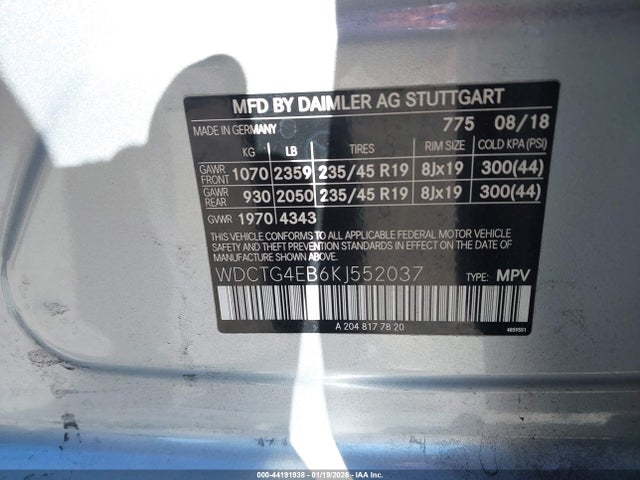 MFD BY DAIMLER AG STUTTGART
MADE IN GERMANY 775 08/18
KG LB TIRES RIM SIZE COLD KPA (PSI)
GAWR FRONT 1070 2359 235/45 R19 8Jx19 300(44)
GAWR REAR 930 2050 235/45 R19 8Jx19 300(44)
GVWR 1970 4343
THIS VEHICLE CONFORMS TO ALL APPLICABLE FEDERAL MOTOR VEHICLE
SAFETY AND THEFT PREVENTION STANDARDS IN EFFECT ON THE DATE OF
MANUFACTURE SHOWN ABOVE.
WDCTG4EB6KJ552037 TYPE: MPV
A 204 817 78 20
000-44191938 - 01/19/2026 - IAA Inc.